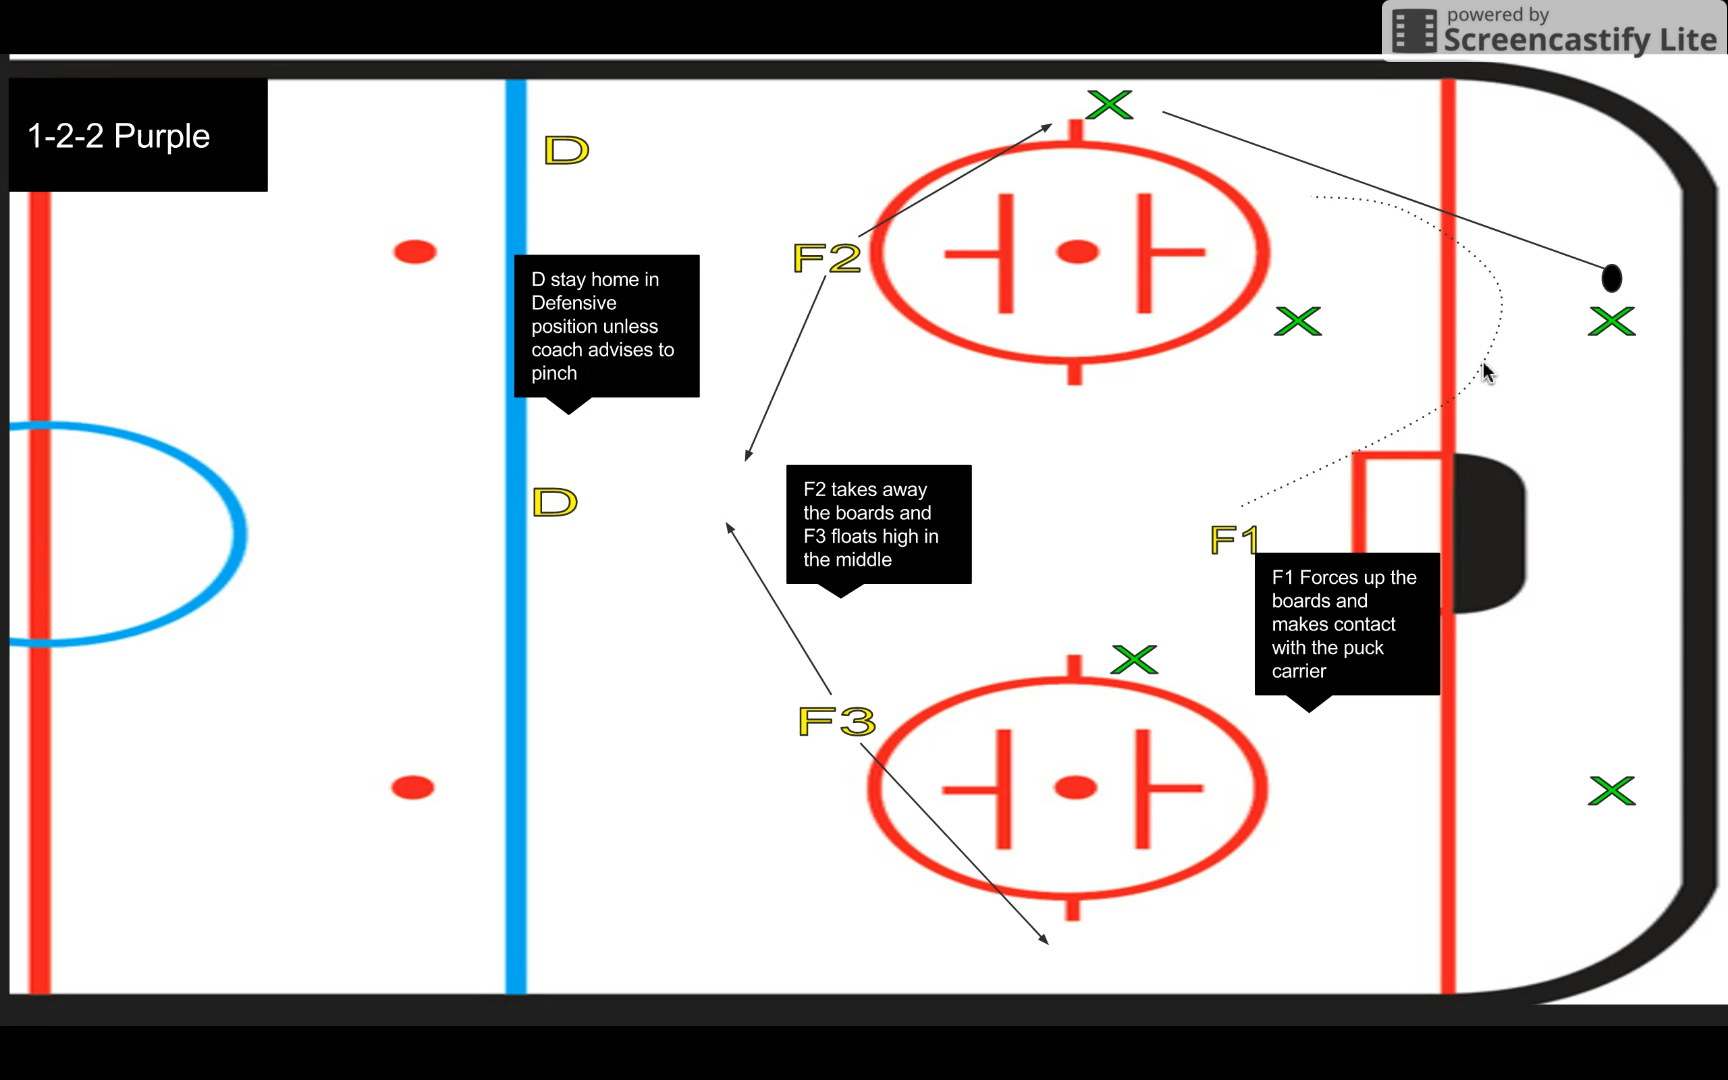 powered by
Screencastify Lite
1-2-2 Purple
X
D
F2
D stay home in
Defensive
position unless
coach advises to
pinch
X
X
D
F2 takes away
the boards and
F3 floats high in
the middle
F1
F1 Forces up the
boards and
makes contact
with the puck
carrier
X
F3
X